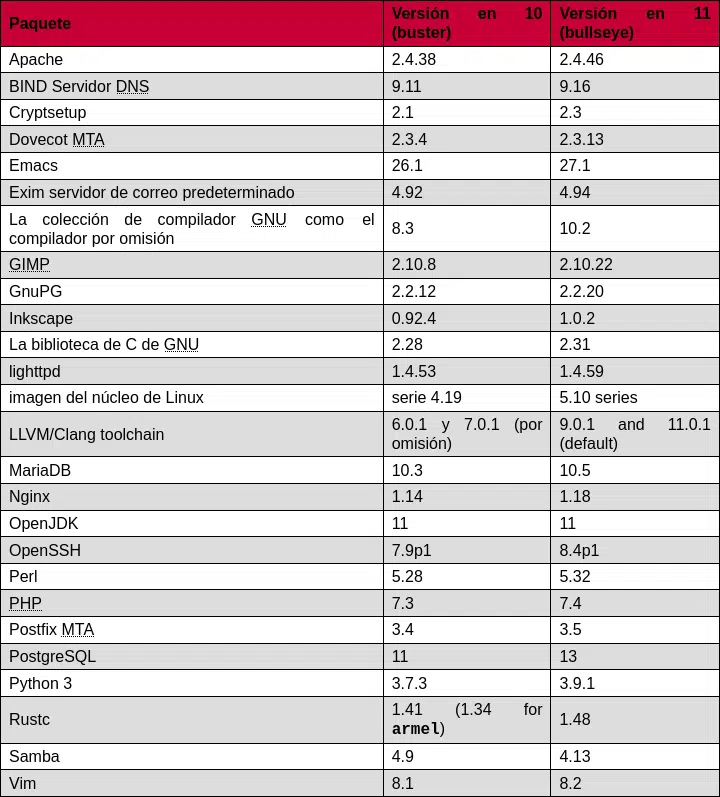 Paquete
Versión en 10
(buster)
Versión en 11
(bullseye)
Apache 2.4.38 2.4.46
BIND Servidor DNS 9.11 9.16
Cryptsetup 2.1 2.3
Dovecot MTA 2.3.4 2.3.13
Emacs 26.1 27.1
Exim servidor de correo predeterminado 4.92 4.94
La colección de compilador GNU como el
compilador por omisión
8.3 10.2
GIMP 2.10.8 2.10.22
GnuPG 2.2.12 2.2.20
Inkscape 0.92.4 1.0.2
La biblioteca de C de GNU 2.28 2.31
lighttpd 1.4.53 1.4.59
imagen del núcleo de Linux serie 4.19 5.10 series
LLVM/Clang toolchain
6.0.1 y 7.0.1 (por
omisión)
9.0.1 and 11.0.1
(default)
MariaDB 10.3 10.5
Nginx 1.14 1.18
OpenJDK 11 11
OpenSSH 7.9p1 8.4p1
Perl 5.28 5.32
PHP 7.3 7.4
Postfix MTA 3.4 3.5
PostgreSQL 11 13
Python 3 3.7.3 3.9.1
Rustc
1.41 (1.34 for
armel)
1.48
Samba 4.9 4.13
Vim 8.1 8.2